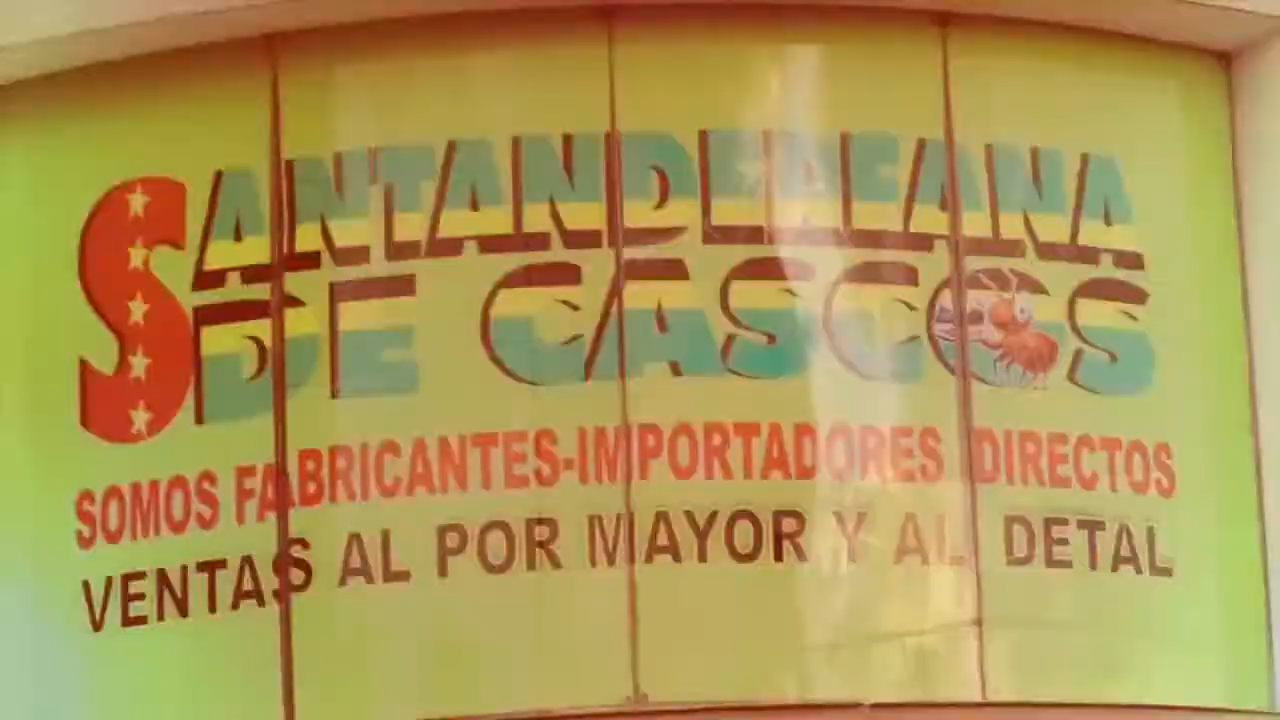 SANTANDEREANA
DE CASCOS
SOMOS FABRICANTES-IMPORTADORES DIRECTOS
VENTAS AL POR MAYOR Y AL DETAL